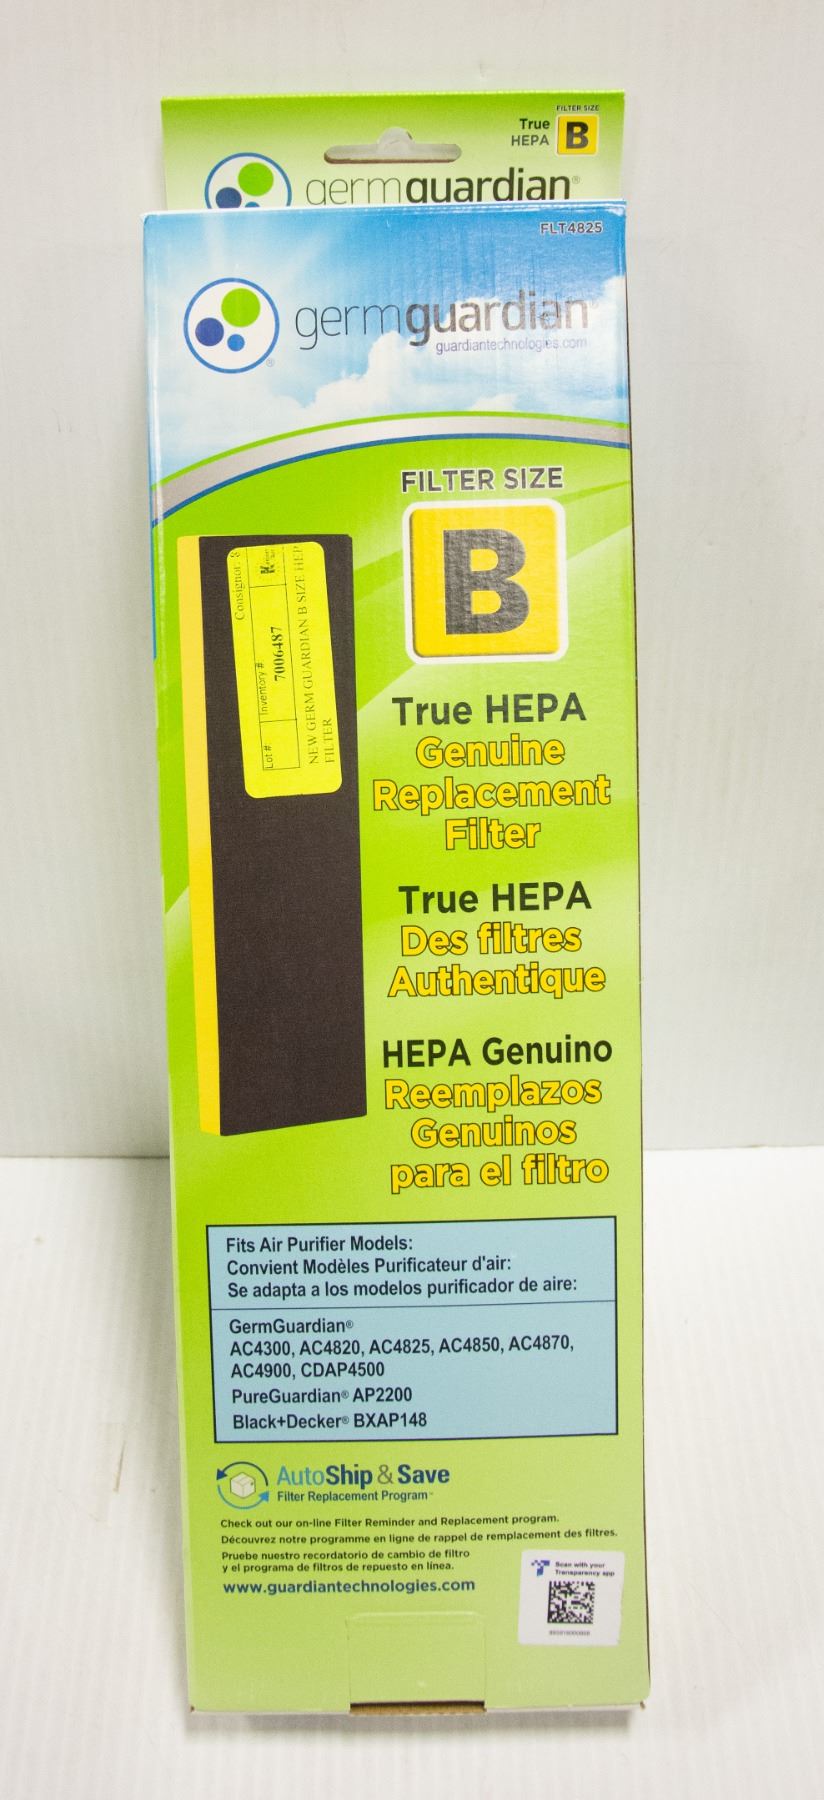 FILTER SIZE
True
HEPA
B
germguardian®
FLT4825
germguardian®
guardiantechnologies.com
FILTER SIZE
B
Consignor:
Lot #:
Inventory #:
7006487
NEW GERM GUARDIAN B SIZE HEP
FILTER
True HEPA
Genuine
Replacement
Filter
True HEPA
Des filtres
Authentique
HEPA Genuino
Reemplazos
Genuinos
para el filtro
Fits Air Purifier Models:
Convient Modèles Purificateur d'air:
Se adapta a los modelos purificador de aire:
GermGuardian®
AC4300, AC4820, AC4825, AC4850, AC4870,
AC4900, CDAP4500
PureGuardian® AP2200
Black+Decker® BXAP148
AutoShip & Save
Filter Replacement Program™
Check out our on-line Filter Reminder and Replacement program.
Découvrez notre programme en ligne de rappel de remplacement des filtres.
Pruebe nuestro recordatorio de cambio de filtro
y el programa de filtros de repuesto en línea.
www.guardiantechnologies.com
Scan with your
Transparency app